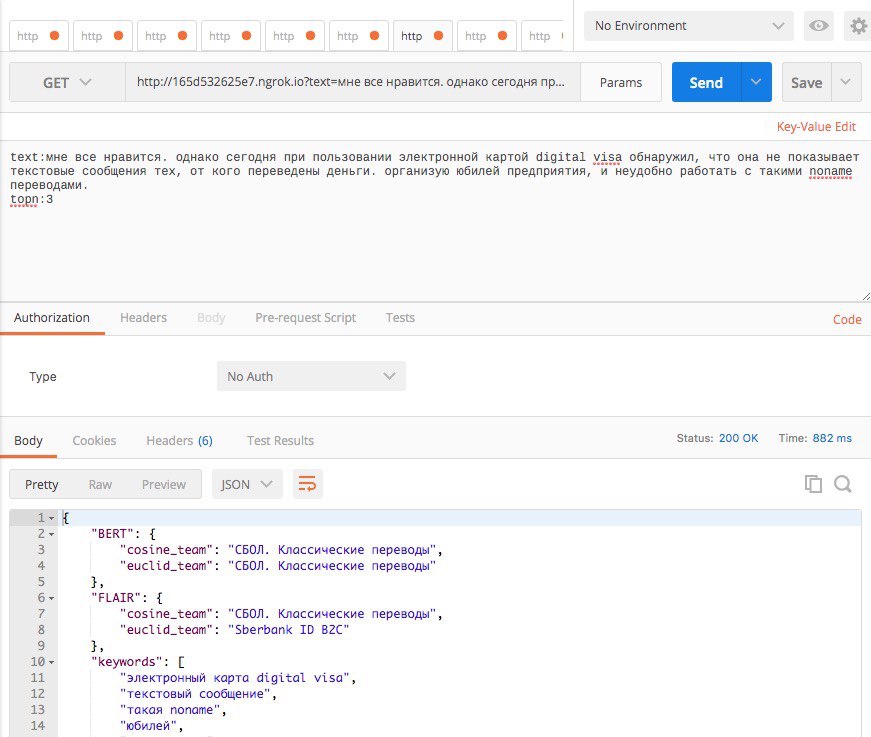 http http http http http http http http http No Environment
GET http://165d532625e7.ngrok.io?text=мне все нравится. однако сегодня пр... Params Send Save
Key-Value Edit
text:мне все нравится. однако сегодня при пользовании электронной картой digital visa обнаружил, что она не показывает
текстовые сообщения тех, от кого переведены деньги. организую юбилей предприятия, и неудобно работать с такими noname
переводами.
topn:3
Authorization Headers Body Pre-request Script Tests Code
Type No Auth
Body Cookies Headers (6) Test Results Status: 200 OK Time: 882 ms
Pretty Raw Preview JSON
1 {
2 "BERT": {
3 "cosine_team": "СБОЛ. Классические переводы",
4 "euclid_team": "СБОЛ. Классические переводы"
5 },
6 "FLAIR": {
7 "cosine_team": "СБОЛ. Классические переводы",
8 "euclid_team": "Sberbank ID B2C"
9 },
10 "keywords": [
11 "электронный карта digital visa",
12 "текстовый сообщение",
13 "такая noname",
14 "юбилей",